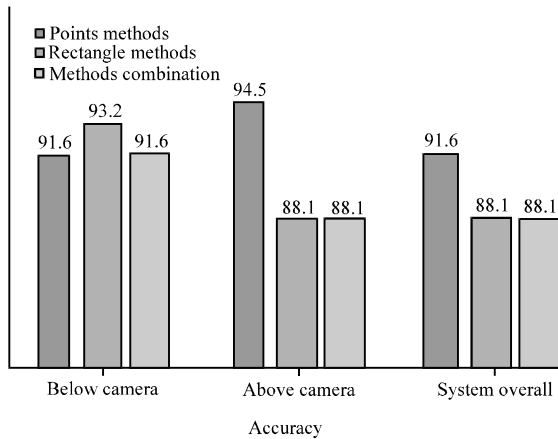 Points methods
Rectangle methods
Methods combination
91.6
93.2
91.6
94.5
88.1
88.1
91.6
88.1
88.1
Below camera
Above camera
System overall
Accuracy